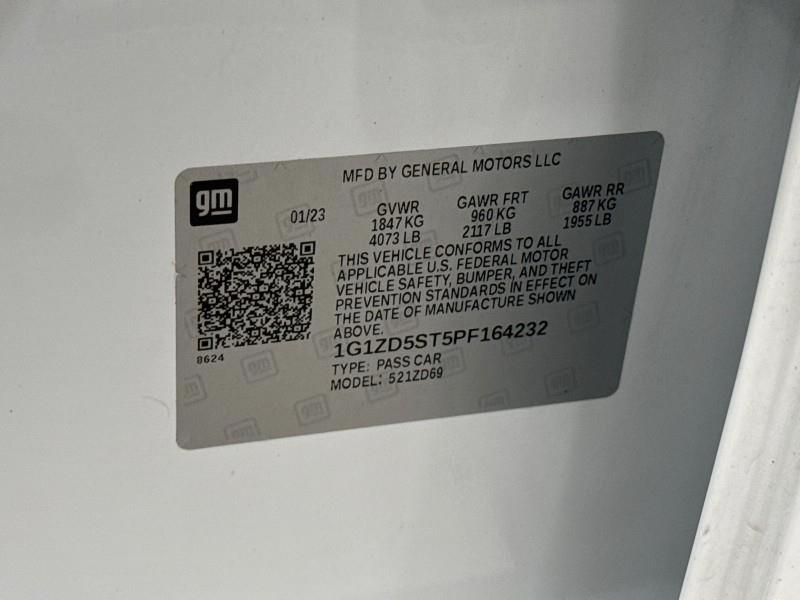 MFD BY GENERAL MOTORS LLC
gm
01/23
GVWR
1847 KG
4073 LB
GAWR FRT
960 KG
2117 LB
GAWR RR
887 KG
1955 LB
THIS VEHICLE CONFORMS TO ALL
APPLICABLE U.S. FEDERAL MOTOR
VEHICLE SAFETY, BUMPER, AND THEFT
PREVENTION STANDARDS IN EFFECT ON
THE DATE OF MANUFACTURE SHOWN
ABOVE.
8624
1G1ZD5ST5PF164232
TYPE: PASS CAR
MODEL: 521ZD69